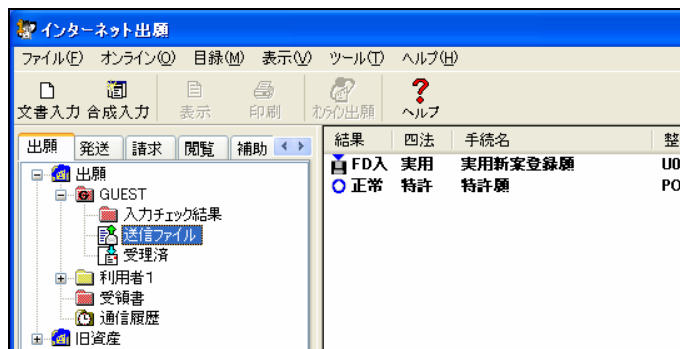 インターネット出願
ファイル(F) オンライン(O) 目録(M) 表示(V) ツール(T) ヘルプ(H)
文書入力 合成入力 表示 印刷 オンライン出願 ヘルプ
出願 発送 請求 閲覧 補助
出願
GUEST
入力チェック結果
送信ファイル
受理済
利用者1
受領書
通信履歴
旧資産
結果 四法 手続名 整
FD入 実用 実用新案登録願 U0
正常 特許 特許願 PO